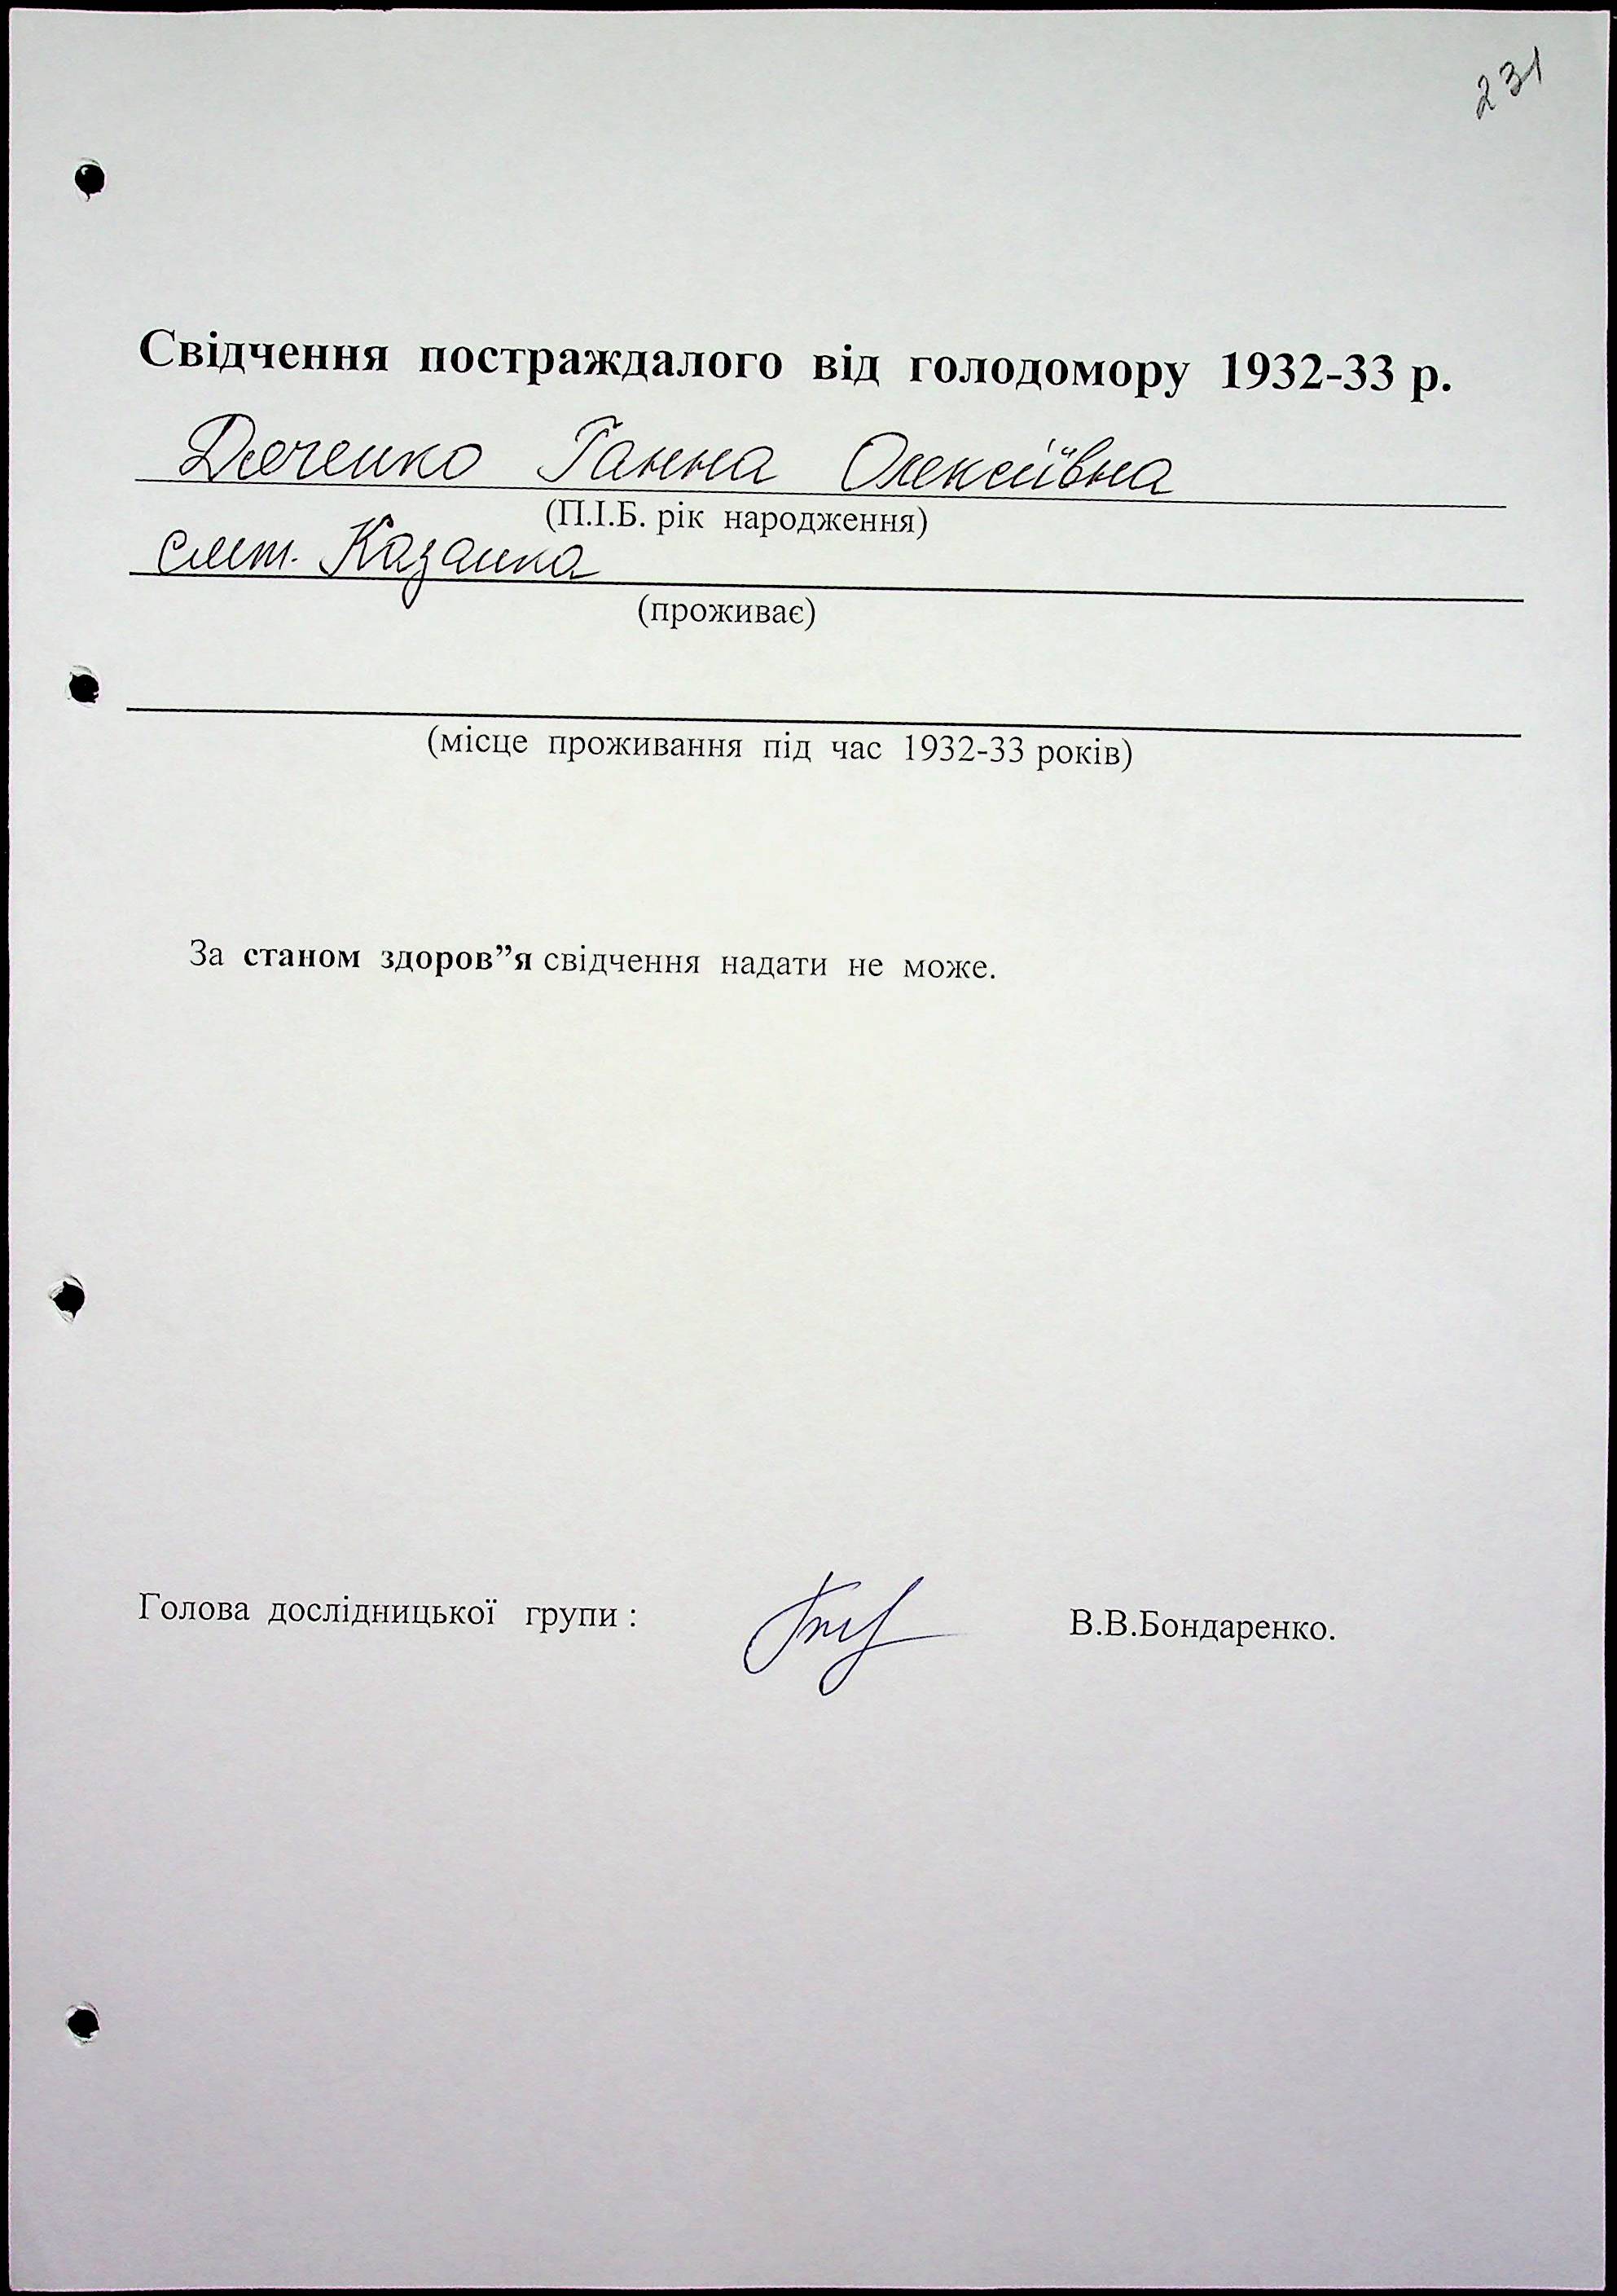 231
Свідчення постраждалого від голодомору 1932-33 р.
Ганна Олексіївна
(П.І.Б. рік народження)
смт. Казанка
(проживає)
(місце проживання під час 1932-33 років)
За станом здоров”я свідчення надати не може.
Голова дослідницької групи : В.В.Бондаренко.